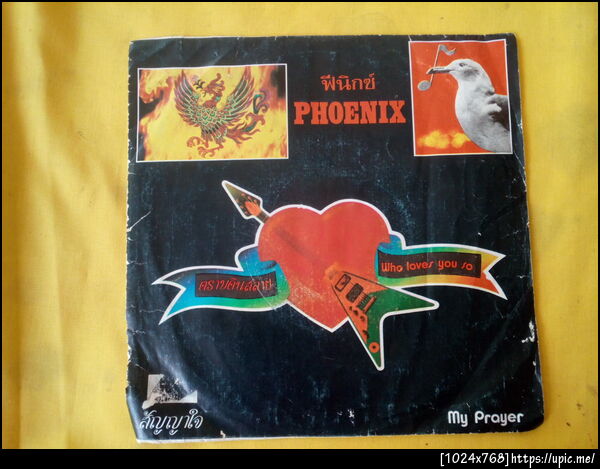 ฟีนิกซ์
PHOENIX
Who loves you so
สัญญาใจ
My Prayer
[1024x768]https://upic.me/